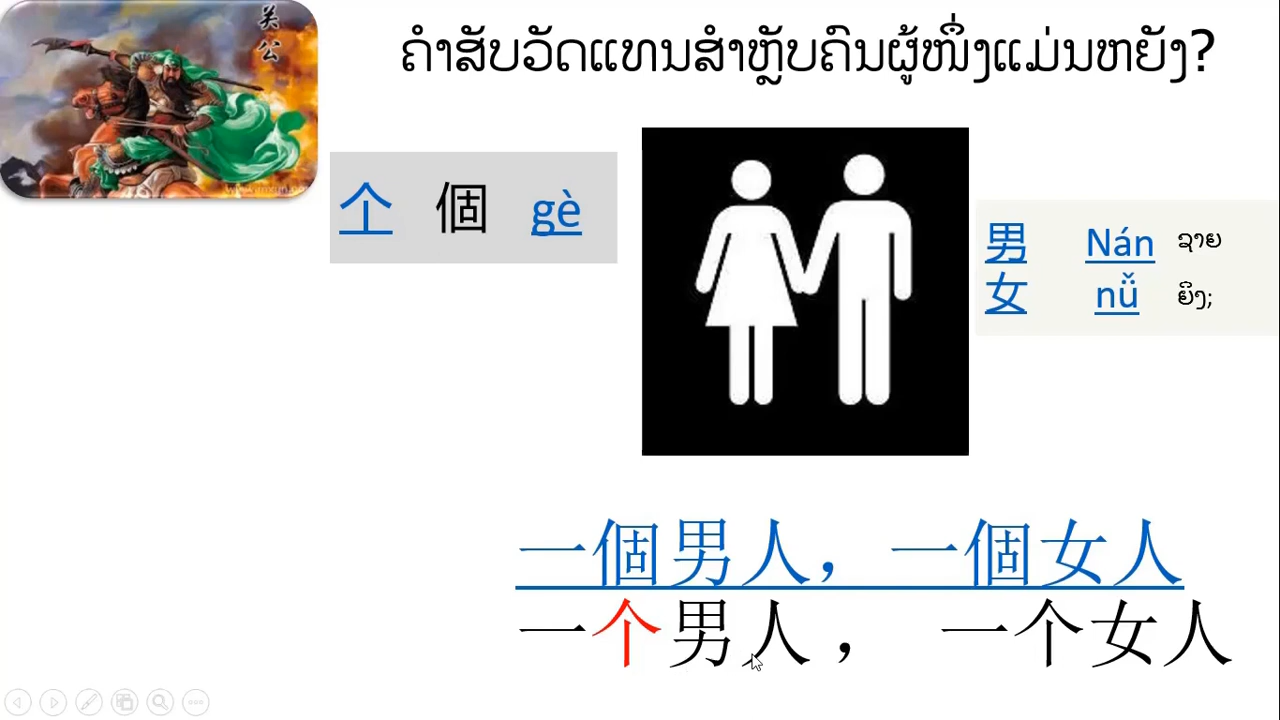 关
公
ຄຳສັບວັດແທນສຳຫຼັບຄົນຜູ້ໜຶ່ງແມ່ນຫຍັງ?
个 個 gè
男 Nán ຊາຍ
女 nǚ ຍິງ;
一個男人， 一個女人
一个男人， 一个女人